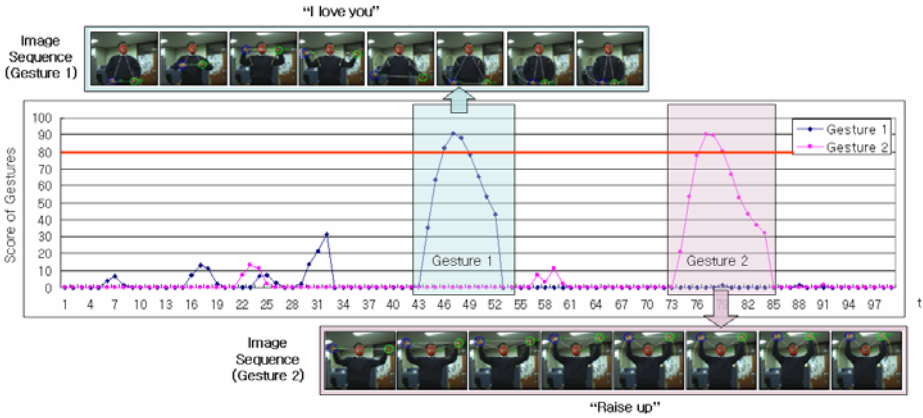 “I love you”
Image
Sequence
(Gesture 1)
Score of Gestures
100
90
80
70
60
50
40
30
20
10
0
Gesture 1
Gesture 2
Gesture 1
Gesture 2
1 4 7 10 13 16 19 22 25 28 31 34 37 40 43 46 49 52 55 58 61 64 67 70 73 76 79 82 85 88 91 94 97 t
Image
Sequence
(Gesture 2)
“Raise up”